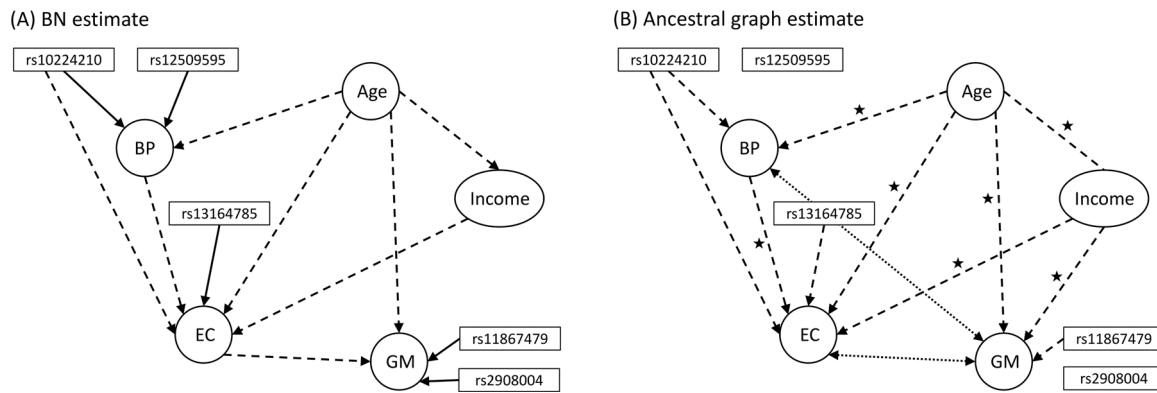 (A) BN estimate
rs10224210
rs12509595
Age
BP
Income
rs13164785
EC
GM
rs11867479
rs2908004
(B) Ancestral graph estimate
rs10224210
rs12509595
Age
BP
Income
rs13164785
EC
GM
rs11867479
rs2908004